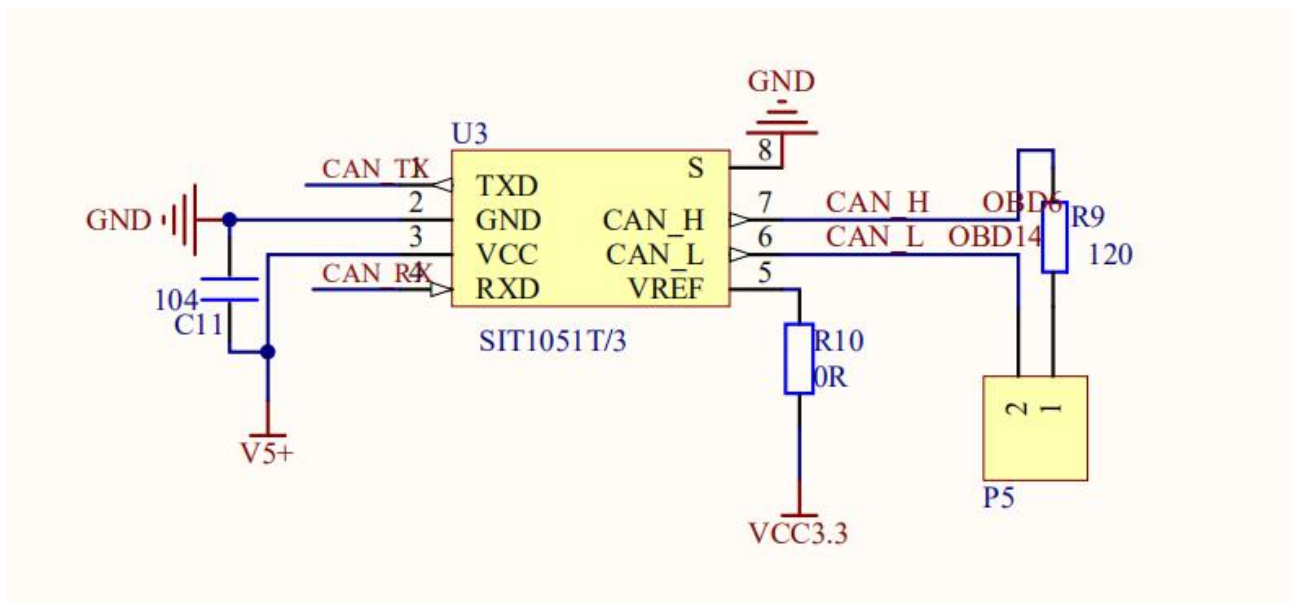 GND
U3
8
S
CAN_TX
1
TXD
2
GND
GND
CAN_H
7
CAN_H
OBD6
R9
3
VCC
CAN_L
6
CAN_L
OBD14
120
CAN_RX
4
RXD
VREF
5
104
C11
SIT1051T/3
R10
0R
V5+
2
1
P5
VCC3.3